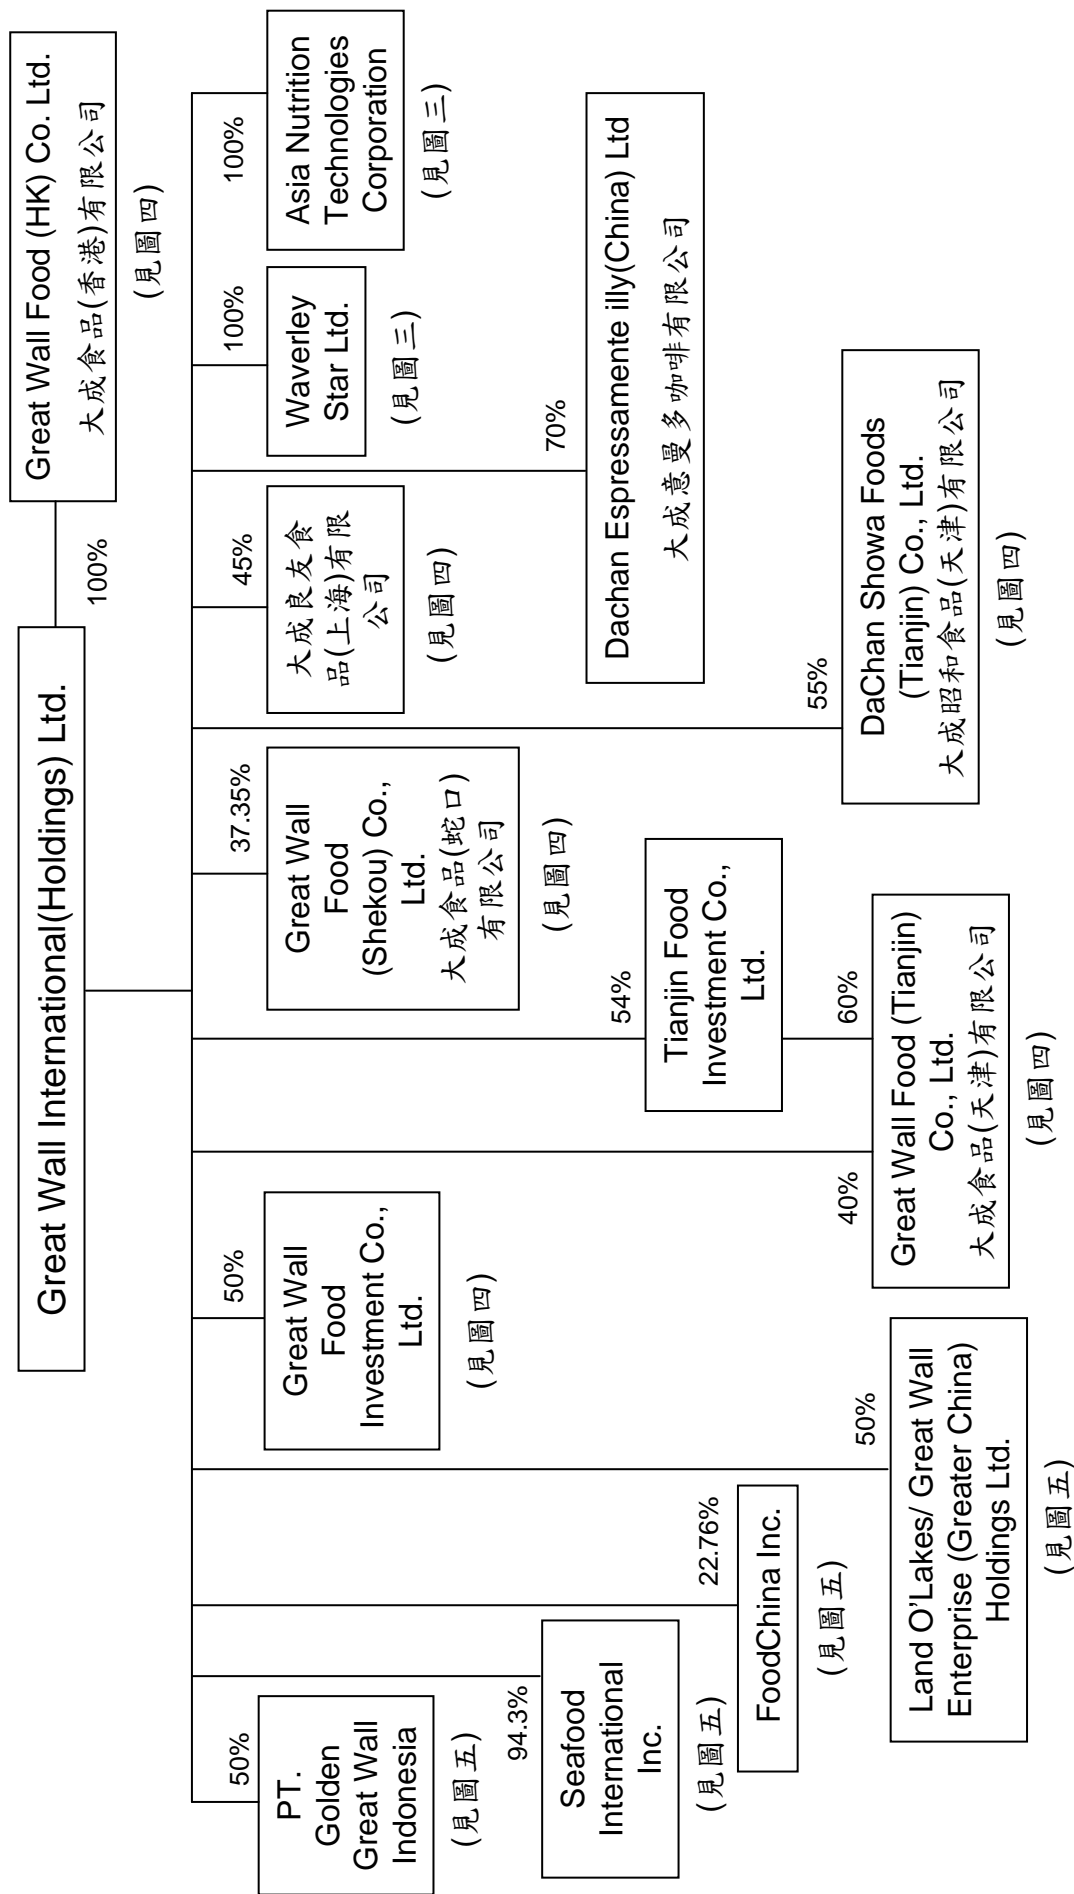 Great Wall International(Holdings) Ltd.
100%
Great Wall Food (HK) Co. Ltd.
大成食品(香港)有限公司
(見圖四)
50%
PT.
Golden
Great Wall
Indonesia
(見圖五)
94.3%
Seafood
International
Inc.
(見圖五)
22.76%
FoodChina Inc.
(見圖五)
50%
Land O'Lakes/ Great Wall
Enterprise (Greater China)
Holdings Ltd.
(見圖五)
50%
Great Wall
Food
Investment Co.,
Ltd.
(見圖四)
40%
Great Wall Food (Tianjin)
Co., Ltd.
大成食品(天津)有限公司
(見圖四)
54%
Tianjin Food
Investment Co.,
Ltd.
60%
37.35%
Great Wall
Food
(Shekou) Co.,
Ltd.
大成食品(蛇口)
有限公司
(見圖四)
55%
DaChan Showa Foods
(Tianjin) Co., Ltd.
大成昭和食品(天津)有限公司
(見圖四)
45%
大成良友食
品(上海)有限
公司
(見圖四)
70%
Dachan Espressamente illy(China) Ltd
大成意曼多咖啡有限公司
100%
Waverley
Star Ltd.
(見圖三)
100%
Asia Nutrition
Technologies
Corporation
(見圖三)